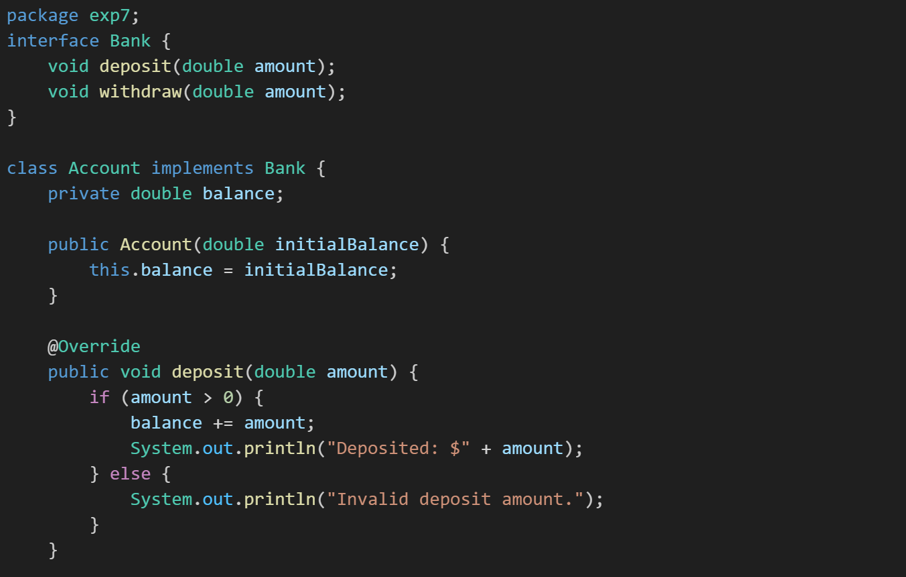 package exp7;
interface Bank {
    void deposit(double amount);
    void withdraw(double amount);
}

class Account implements Bank {
    private double balance;

    public Account(double initialBalance) {
        this.balance = initialBalance;
    }

    @Override
    public void deposit(double amount) {
        if (amount > 0) {
            balance += amount;
            System.out.println("Deposited: $" + amount);
        } else {
            System.out.println("Invalid deposit amount.");
        }
    }